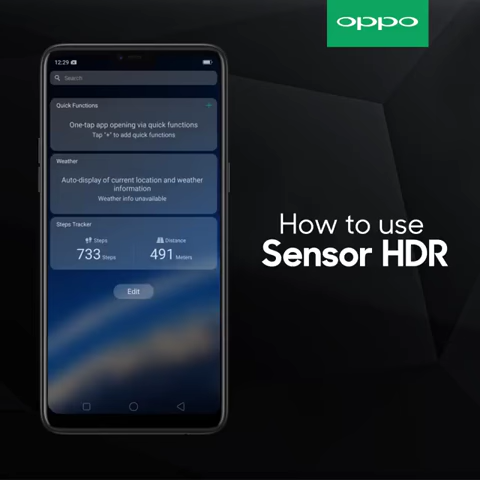 oppo
12:29
Search
Quick Functions +
One-tap app opening via quick functions
Tap "+" to add quick functions
Weather
Auto-display of current location and weather
information
Weather info unavailable
Steps Tracker
Steps Distance
733 Steps 491 Meters
Edit
How to use
Sensor HDR